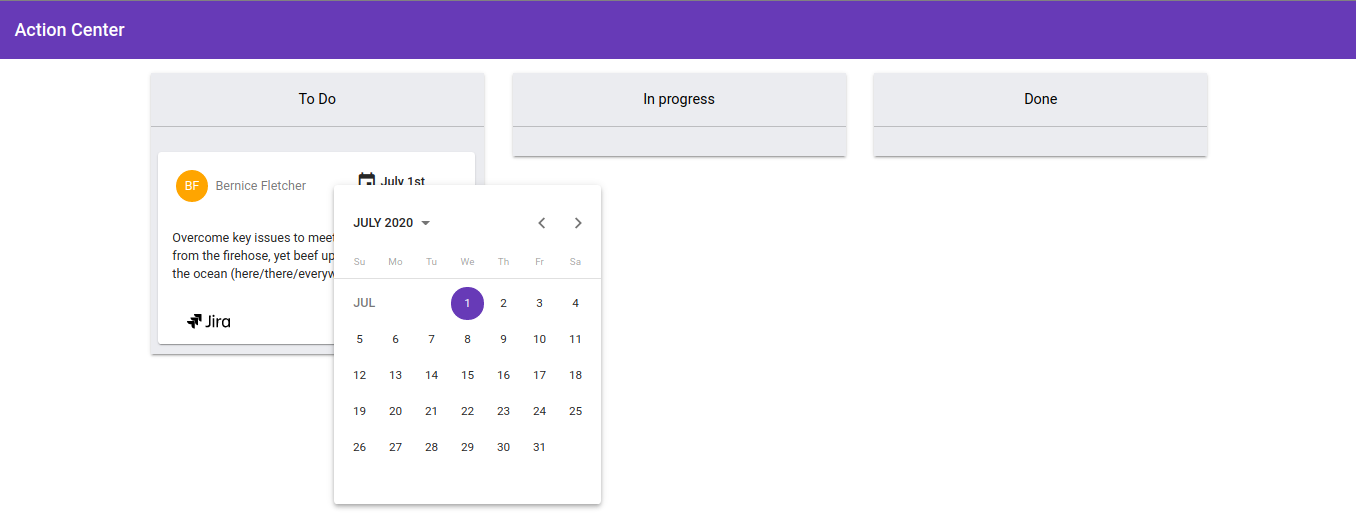 Action Center
To Do
In progress
Done
BF
Bernice Fletcher
July 1st
Overcome key issues to meet
from the firehose, yet beef up
the ocean (here/there/everyw
Jira
JULY 2020
Su Mo Tu We Th Fr Sa
JUL 1 2 3 4
5 6 7 8 9 10 11
12 13 14 15 16 17 18
19 20 21 22 23 24 25
26 27 28 29 30 31